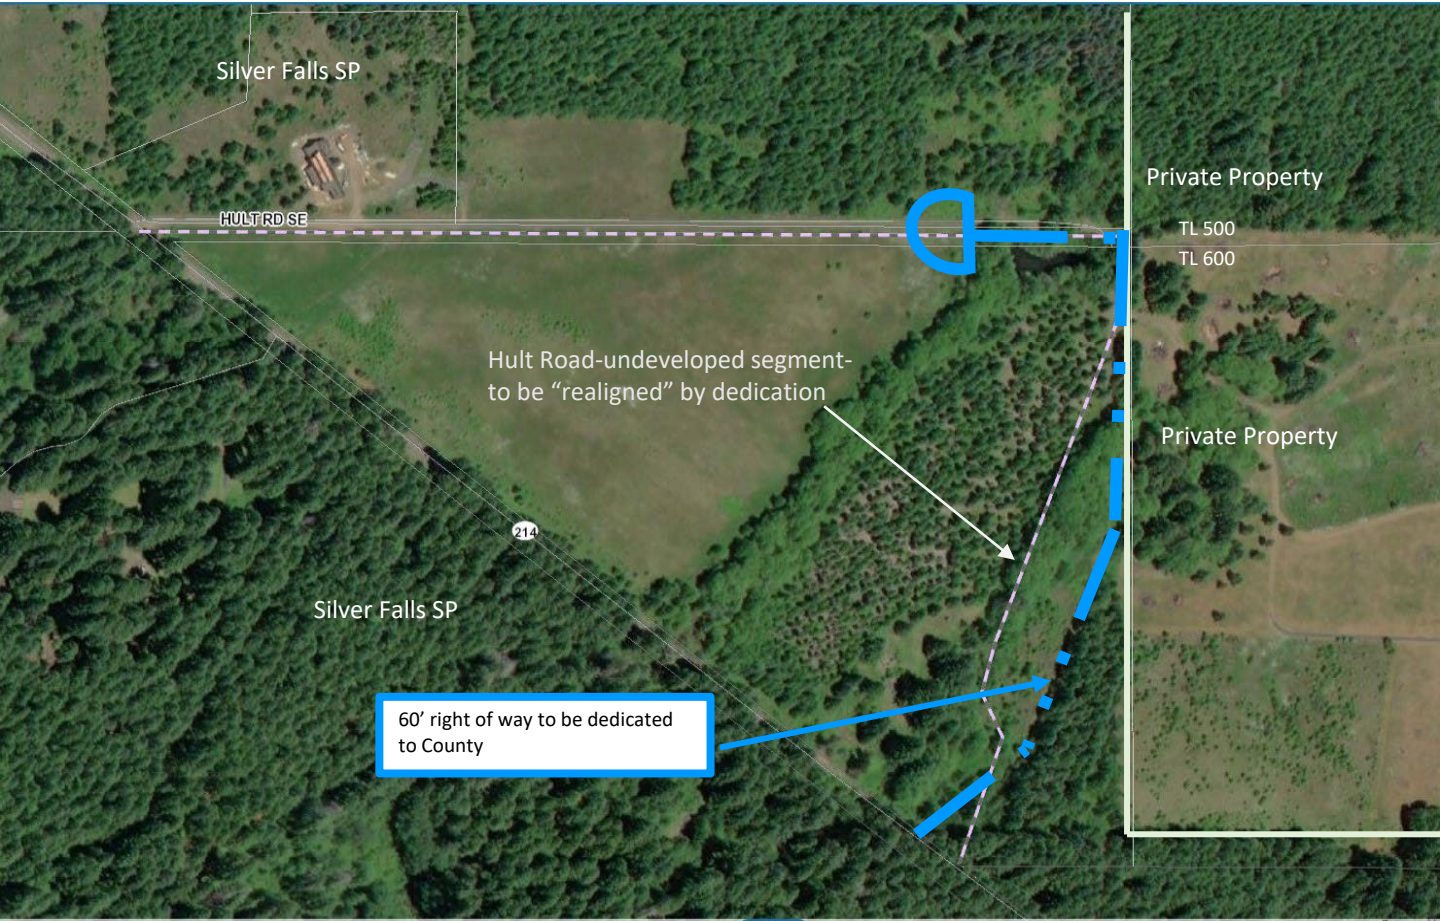 Silver Falls SP
Private Property
HULT RD SE
TL 500
TL 600
Hult Road-undeveloped segment-
to be “realigned” by dedication
Private Property
214
Silver Falls SP
60’ right of way to be dedicated
to County